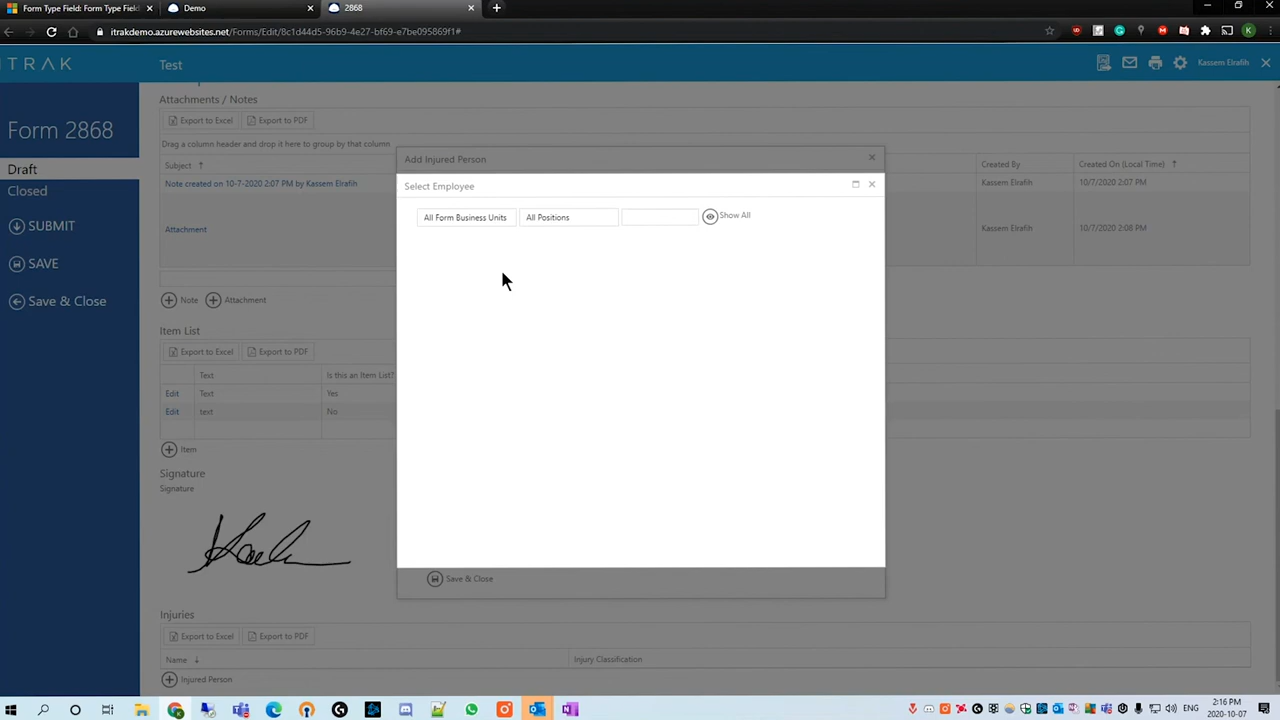 Form Type Field: Form Type Field
Demo
2868
itrakdemo.azurewebsites.net/Forms/Edit/8c1d44d5-96b9-4e27-bf69-e7be095869f1#
K
TRAK
Test
Kassem Elrafih
Form 2868
Draft
Closed
SUBMIT
SAVE
Save & Close
Attachments / Notes
Export to Excel Export to PDF
Drag a column header and drop it here to group by that column
Subject Created By Created On (Local Time)
Note created on 10-7-2020 2:07 PM by Kassem Elrafih Kassem Elrafih 10/7/2020 2:07 PM
Attachment Kassem Elrafih 10/7/2020 2:08 PM
Note Attachment
Add Injured Person
Select Employee
All Form Business Units All Positions Show All
Item List
Export to Excel Export to PDF
Text Is this an Item List?
Edit Text Yes
Edit text No
Item
Signature
Signature
Save & Close
Injuries
Export to Excel Export to PDF
Name Injury Classification
Injured Person
ENG
2:16 PM
2020-10-07